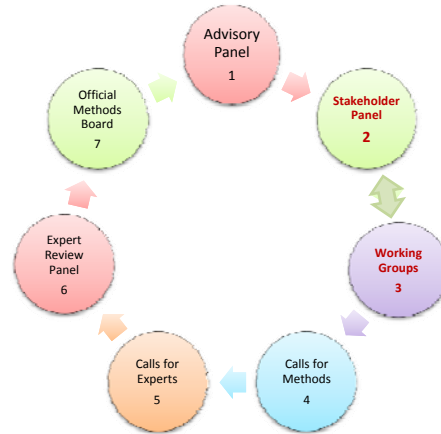 Advisory
Panel
1
Stakeholder
Panel
2
Working
Groups
3
Calls for
Methods
4
Calls for
Experts
5
Expert
Review
Panel
6
Official
Methods
Board
7